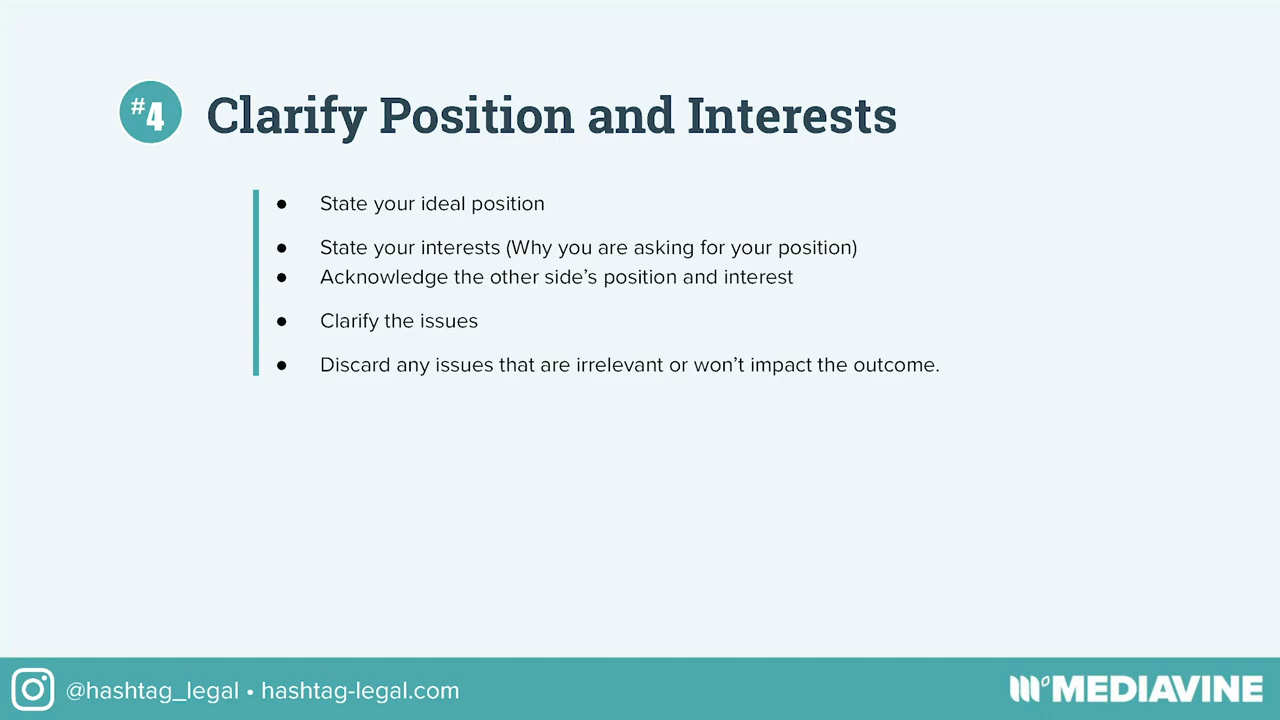 #4 Clarify Position and Interests
● State your ideal position
● State your interests (Why you are asking for your position)
● Acknowledge the other side’s position and interest
● Clarify the issues
● Discard any issues that are irrelevant or won’t impact the outcome.
@hashtag_legal • hashtag-legal.com
MEDIAVINE